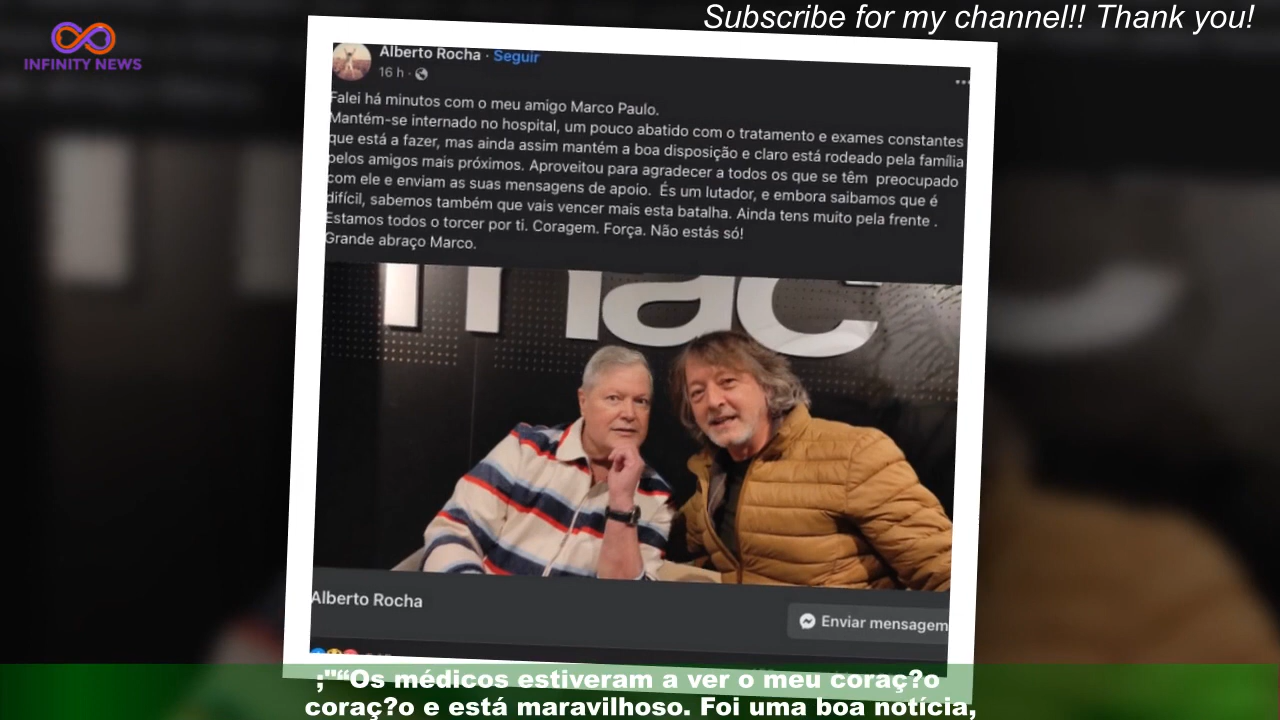 Subscribe for my channel!! Thank you!
INFINITY NEWS
Alberto Rocha · Seguir
16 h ·
Falei há minutos com o meu amigo Marco Paulo.
Mantém-se internado no hospital, um pouco abatido com o tratamento e exames constantes
que está a fazer, mas ainda assim mantém a boa disposição e claro está rodeado pela família
pelos amigos mais próximos. Aproveitou para agradecer a todos os que se têm preocupado
com ele e enviam as suas mensagens de apoio. És um lutador, e embora saibamos que é
difícil, sabemos também que vais vencer mais esta batalha. Ainda tens muito pela frente .
Estamos todos o torcer por ti. Coragem. Força. Não estás só!
Grande abraço Marco.
fnac
Alberto Rocha
Enviar mensagem
;"“Os médicos estiveram a ver o meu coraç?o
coraç?o e está maravilhoso. Foi uma boa notícia,